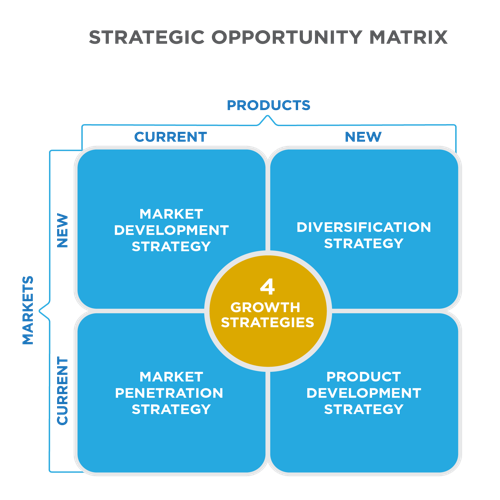 STRATEGIC OPPORTUNITY MATRIX
PRODUCTS
CURRENT
NEW
MARKETS
NEW
CURRENT
MARKET
DEVELOPMENT
STRATEGY
DIVERSIFICATION
STRATEGY
4
GROWTH
STRATEGIES
MARKET
PENETRATION
STRATEGY
PRODUCT
DEVELOPMENT
STRATEGY